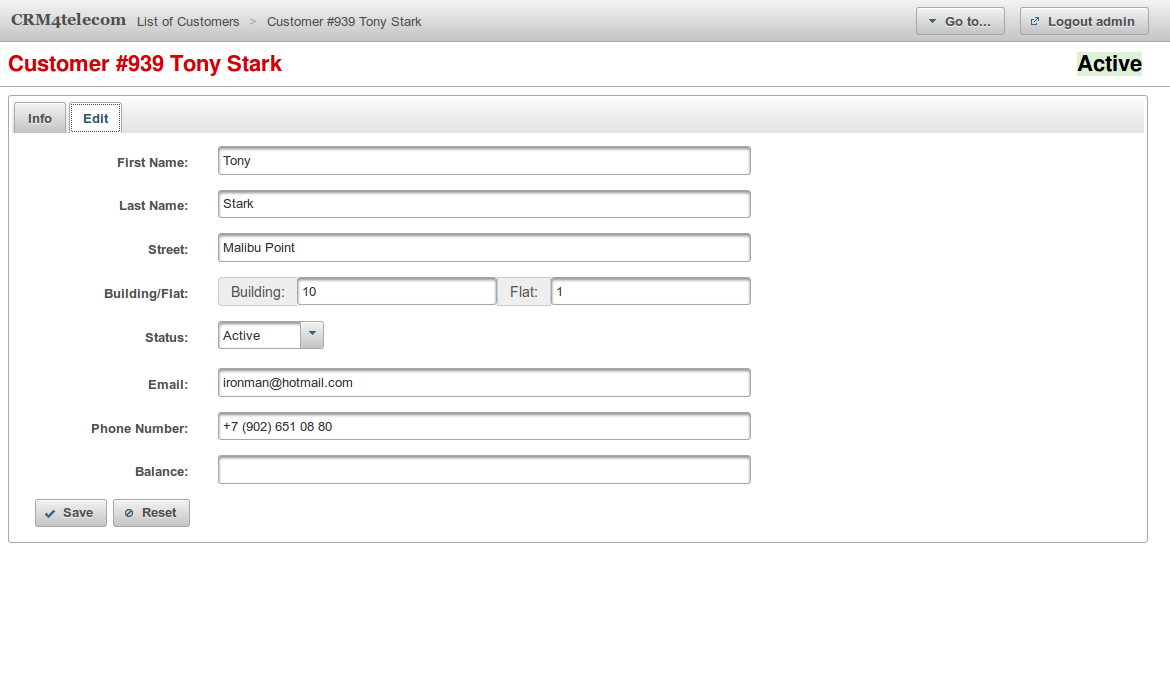 CRM4telecom List of Customers > Customer #939 Tony Stark Go to... Logout admin
Customer #939 Tony Stark Active
Info Edit
First Name: Tony
Last Name: Stark
Street: Malibu Point
Building/Flat: Building: 10 Flat: 1
Status: Active
Email: ironman@hotmail.com
Phone Number: +7 (902) 651 08 80
Balance:
Save Reset